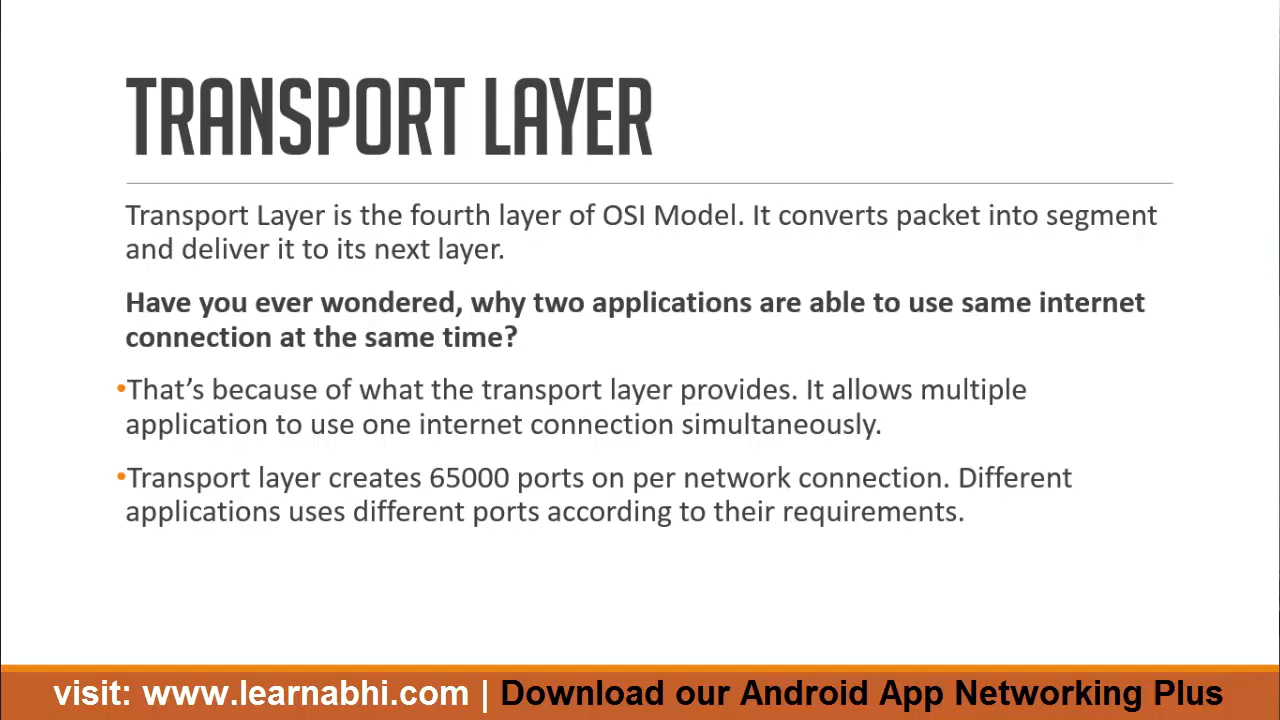 TRANSPORT LAYER
Transport Layer is the fourth layer of OSI Model. It converts packet into segment
and deliver it to its next layer.
Have you ever wondered, why two applications are able to use same internet
connection at the same time?
•That’s because of what the transport layer provides. It allows multiple
application to use one internet connection simultaneously.
•Transport layer creates 65000 ports on per network connection. Different
applications uses different ports according to their requirements.
visit: www.learnabhi.com | Download our Android App Networking Plus